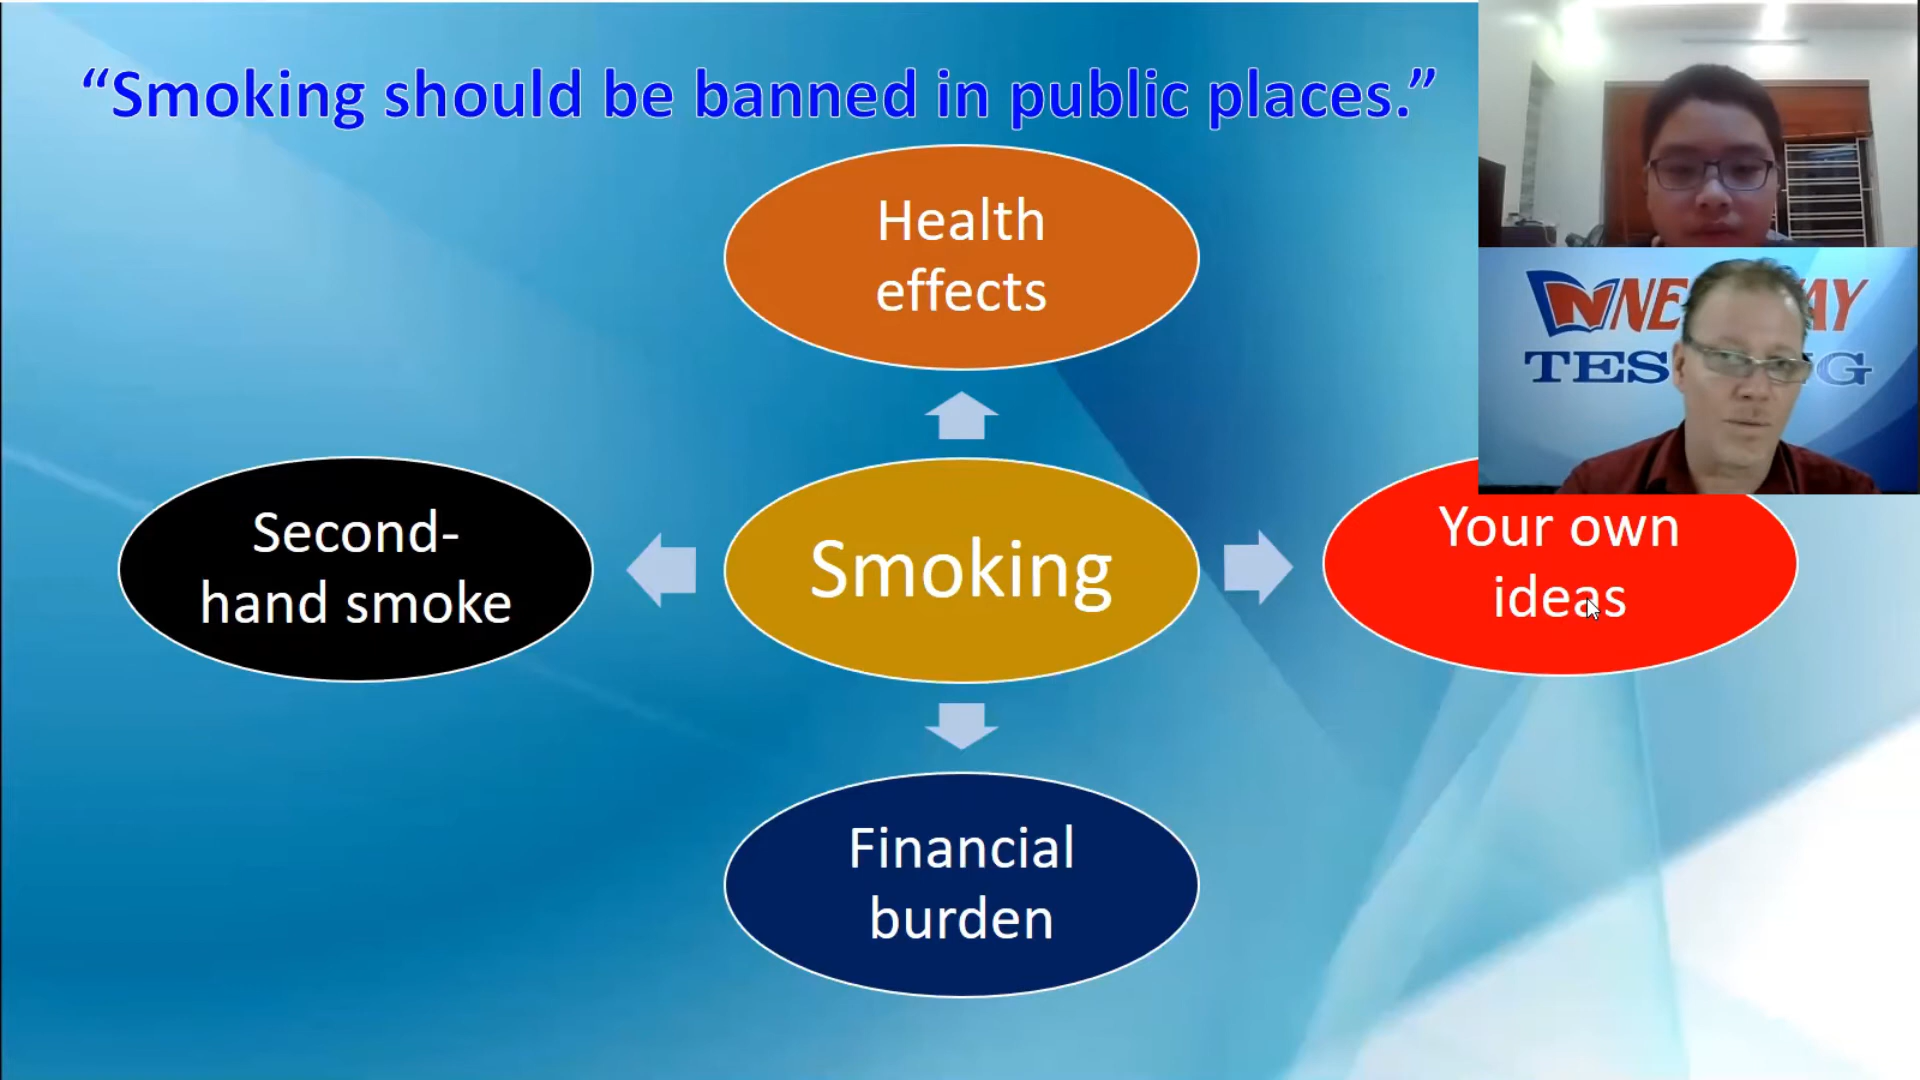 “Smoking should be banned in public places.”
Health
effects
Second-
hand smoke
Smoking
Your own
ideas
Financial
burden